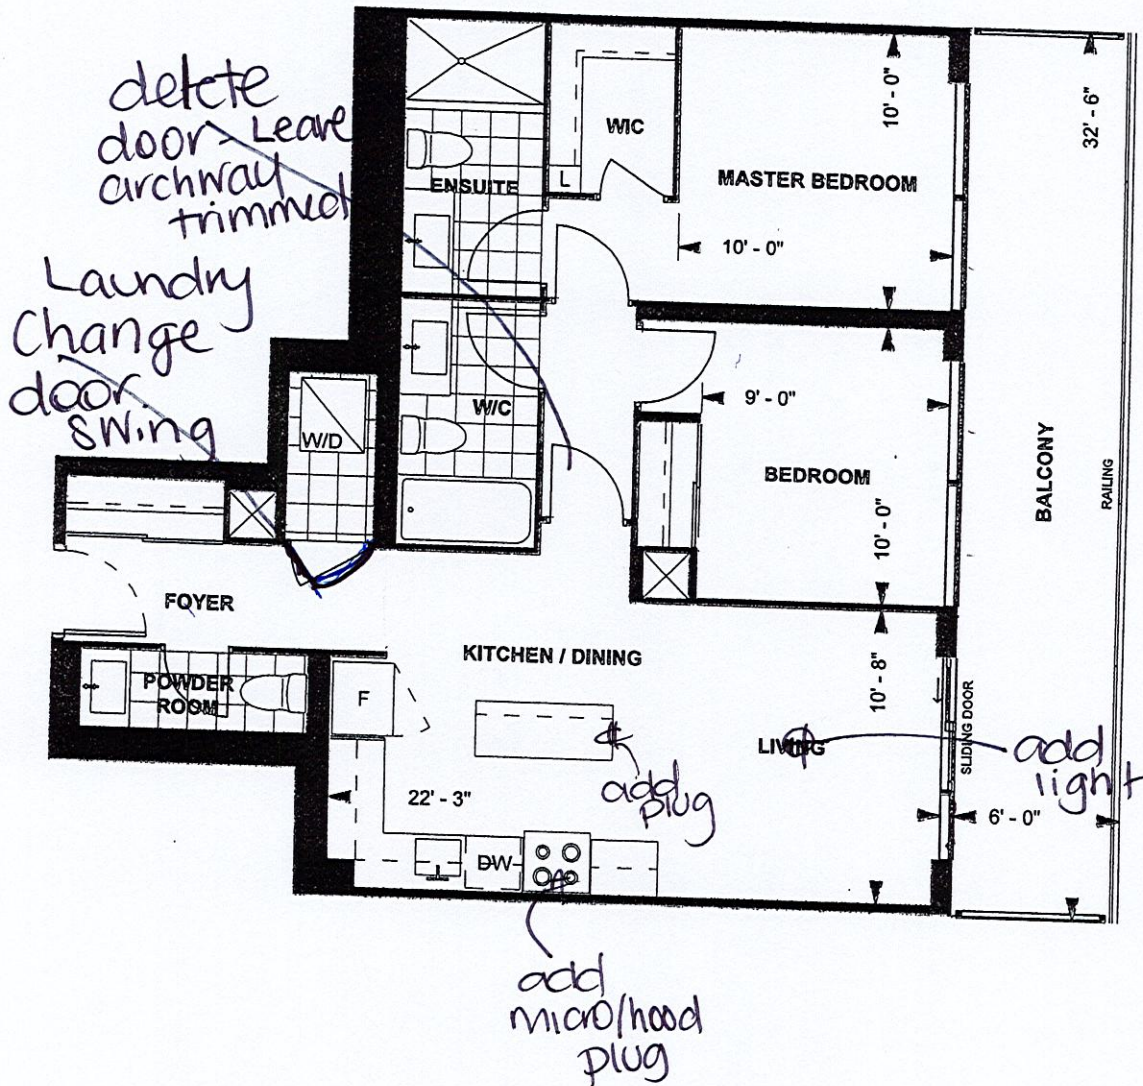 delete
door > Leave
archway
trimmed
Laundry
Change
door
swing
WIC
L
ENSUITE
MASTER BEDROOM
10' - 0"
10' - 0"
32' - 6"
W/C
W/D
9' - 0"
BEDROOM
10' - 0"
BALCONY
RAILING
FOYER
POWDER
ROOM
F
KITCHEN / DINING
10' - 8"
LIVING
SLIDING DOOR
add
light
add
plug
22' - 3"
6' - 0"
DW
add
micro/hood
plug